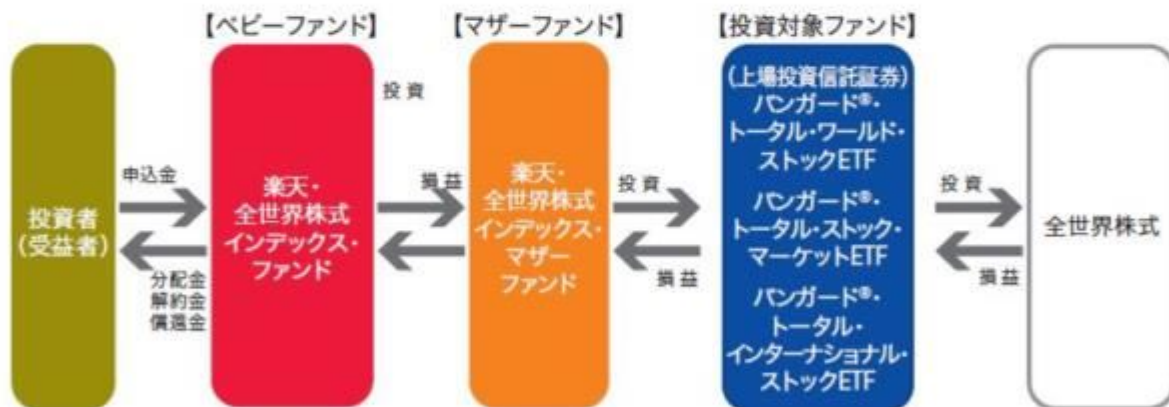 【ベビーファンド】
【マザーファンド】
【投資対象ファンド】
投資者
(受益者)
申込金
分配金
解約金
償還金
楽天・
全世界株式
インデックス・
ファンド
投資
損益
楽天・
全世界株式
インデックス・
マザー
ファンド
投資
損益
(上場投資信託証券)
バンガード®・
トータル・ワールド・
ストックETF
バンガード®・
トータル・ストック・
マーケットETF
バンガード®・
トータル・
インターナショナル・
ストックETF
投資
損益
全世界株式